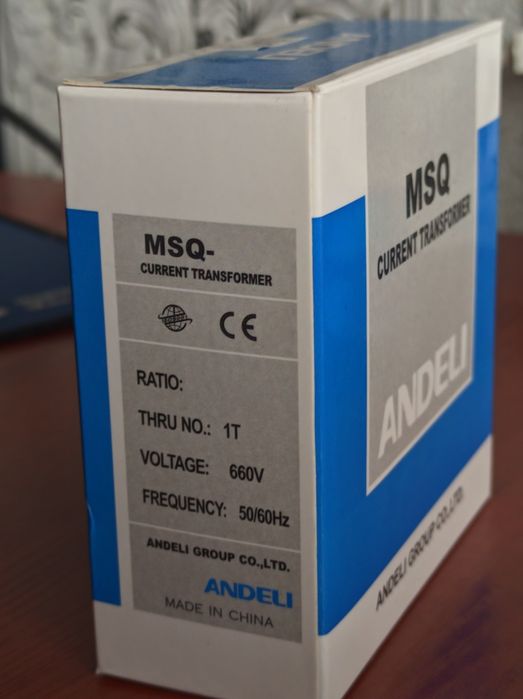 MSQ-
CURRENT TRANSFORMER
CE
RATIO:
THRU NO.: 1T
VOLTAGE: 660V
FREQUENCY: 50/60Hz
ANDELI GROUP CO.,LTD.
ANDELI
MADE IN CHINA
MSQ
CURRENT TRANSFORMER
ANDELI
ANDELI GROUP CO.,LTD.